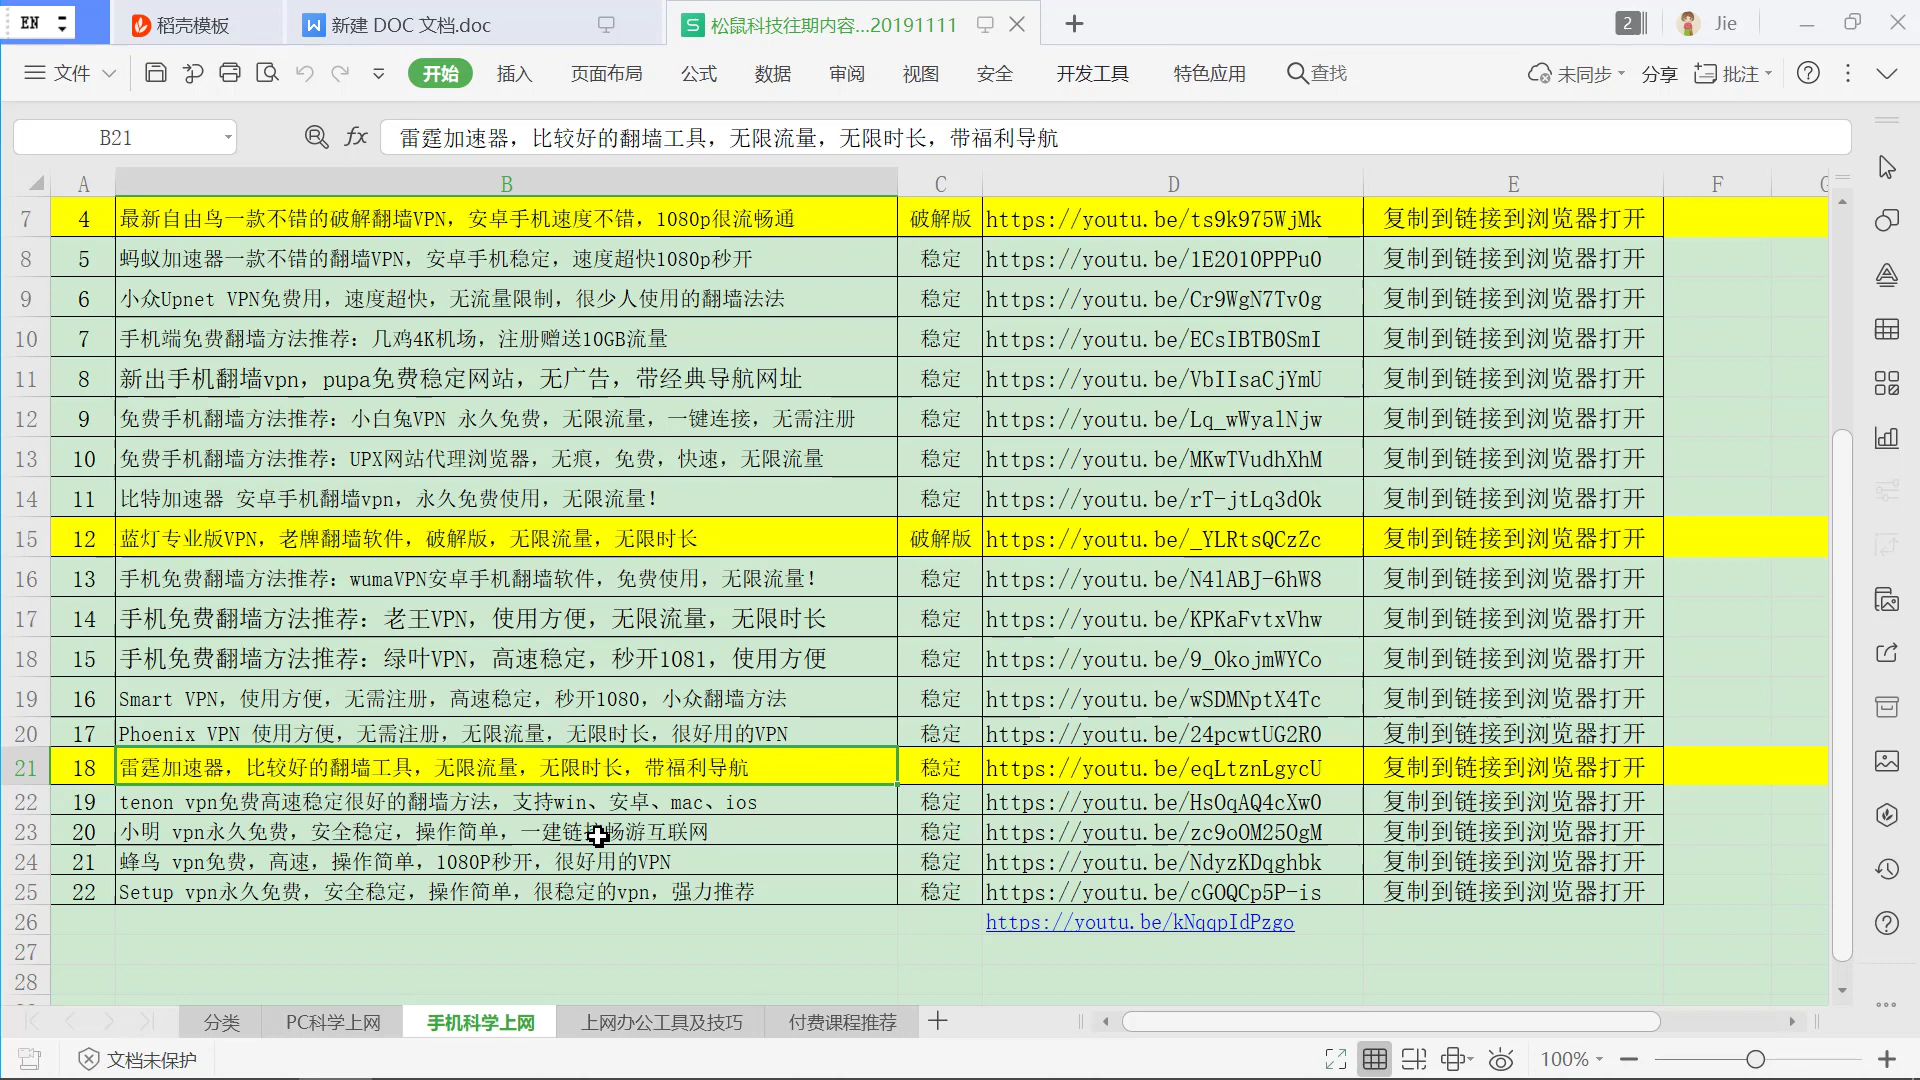 EN
稻壳模板
W 新建 DOC 文档.doc
S 松鼠科技往期内容...20191111
2
Jie
文件
开始 插入 页面布局 公式 数据 审阅 视图 安全 开发工具 特色应用 查找
未同步 分享 批注
B21
fx 雷霆加速器，比较好的翻墙工具，无限流量，无限时长，带福利导航
A B C D E F G
7 4 最新自由鸟一款不错的破解翻墙VPN，安卓手机速度不错，1080p很流畅通 破解版 https://youtu.be/ts9k975WjMk 复制到链接到浏览器打开
8 5 蚂蚁加速器一款不错的翻墙VPN，安卓手机稳定，速度超快1080p秒开 稳定 https://youtu.be/1E2O10PPPu0 复制到链接到浏览器打开
9 6 小众Upnet VPN免费用，速度超快，无流量限制，很少人使用的翻墙法法 稳定 https://youtu.be/Cr9WgN7Tv0g 复制到链接到浏览器打开
10 7 手机端免费翻墙方法推荐：几鸡4K机场，注册赠送10GB流量 稳定 https://youtu.be/ECsIBTB0SmI 复制到链接到浏览器打开
11 8 新出手机翻墙vpn，pupa免费稳定网站，无广告，带经典导航网址 稳定 https://youtu.be/VbIIsaCjYmU 复制到链接到浏览器打开
12 9 免费手机翻墙方法推荐：小白兔VPN 永久免费，无限流量，一键连接，无需注册 稳定 https://youtu.be/Lq_wWyalNjw 复制到链接到浏览器打开
13 10 免费手机翻墙方法推荐：UPX网站代理浏览器，无痕，免费，快速，无限流量 稳定 https://youtu.be/MKwTVudhXhM 复制到链接到浏览器打开
14 11 比特加速器 安卓手机翻墙vpn，永久免费使用，无限流量！ 稳定 https://youtu.be/rT-jtLq3dOk 复制到链接到浏览器打开
15 12 蓝灯专业版VPN，老牌翻墙软件，破解版，无限流量，无限时长 破解版 https://youtu.be/_YLRtsQCzZc 复制到链接到浏览器打开
16 13 手机免费翻墙方法推荐：wumaVPN安卓手机翻墙软件，免费使用，无限流量！ 稳定 https://youtu.be/N4lABJ-6hW8 复制到链接到浏览器打开
17 14 手机免费翻墙方法推荐：老王VPN，使用方便，无限流量，无限时长 稳定 https://youtu.be/KPKaFvtxVhw 复制到链接到浏览器打开
18 15 手机免费翻墙方法推荐：绿叶VPN，高速稳定，秒开1081，使用方便 稳定 https://youtu.be/9_OkojmWYCo 复制到链接到浏览器打开
19 16 Smart VPN，使用方便，无需注册，高速稳定，秒开1080，小众翻墙方法 稳定 https://youtu.be/wSDMNptX4Tc 复制到链接到浏览器打开
20 17 Phoenix VPN 使用方便，无需注册，无限流量，无限时长，很好用的VPN 稳定 https://youtu.be/24pcwtUG2R0 复制到链接到浏览器打开
21 18 雷霆加速器，比较好的翻墙工具，无限流量，无限时长，带福利导航 稳定 https://youtu.be/eqLtznLgycU 复制到链接到浏览器打开
22 19 tenon vpn免费高速稳定很好的翻墙方法，支持win、安卓、mac、ios 稳定 https://youtu.be/HsOqAQ4cXw0 复制到链接到浏览器打开
23 20 小明 vpn永久免费，安全稳定，操作简单，一建链接畅游互联网 稳定 https://youtu.be/zc9oOM25OgM 复制到链接到浏览器打开
24 21 蜂鸟 vpn免费，高速，操作简单，1080P秒开，很好用的VPN 稳定 https://youtu.be/NdyzKDqghbk 复制到链接到浏览器打开
25 22 Setup vpn永久免费，安全稳定，操作简单，很稳定的vpn，强力推荐 稳定 https://youtu.be/cGOQCp5P-is 复制到链接到浏览器打开
26 https://youtu.be/kNqqpIdPzgo
27
28
分类 PC科学上网 手机科学上网 上网办公工具及技巧 付费课程推荐
文档未保护
100%